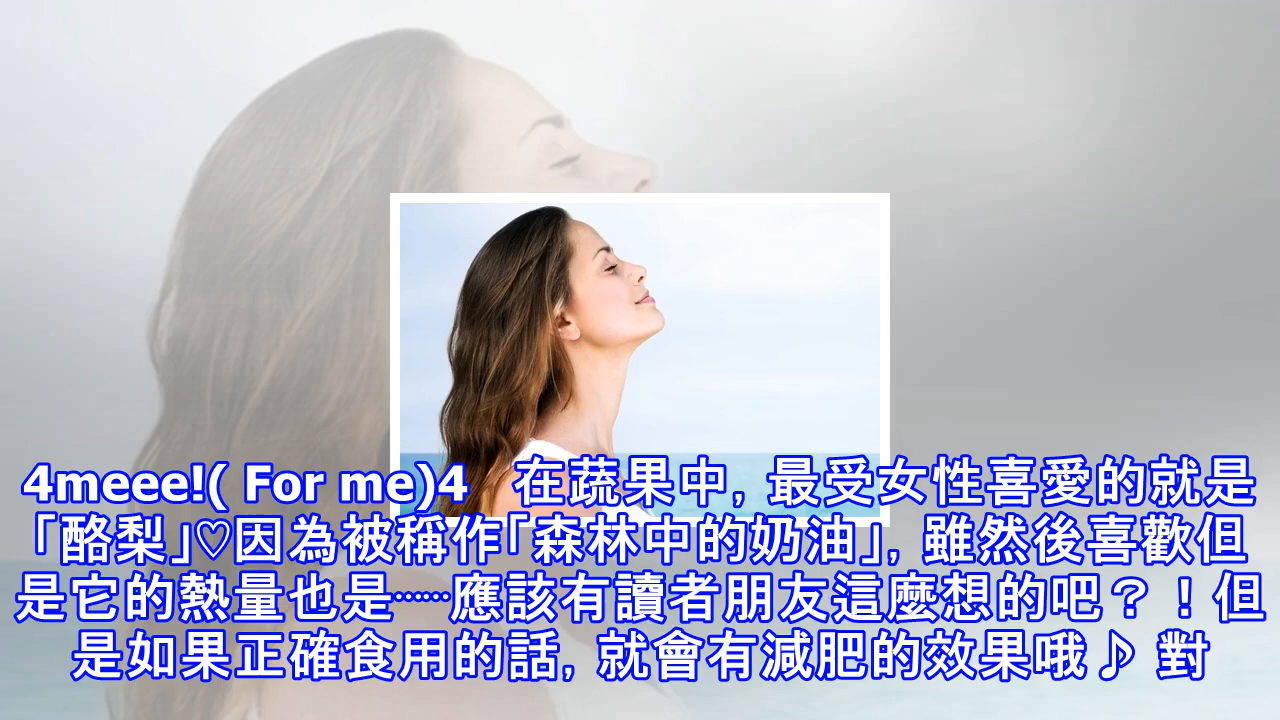 4meee!( For me)4　在蔬果中, 最受女性喜愛的就是
「酪梨」♡因為被稱作「森林中的奶油」, 雖然後喜歡但
是它的熱量也是……應該有讀者朋友這麼想的吧？！但
是如果正確食用的話, 就會有減肥的效果哦♪ 對